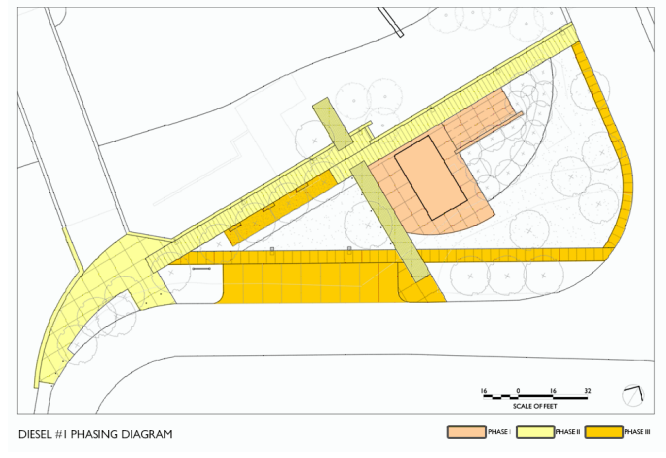 16 0 16 32
SCALE OF FEET
DIESEL #1 PHASING DIAGRAM
PHASE I PHASE II PHASE III